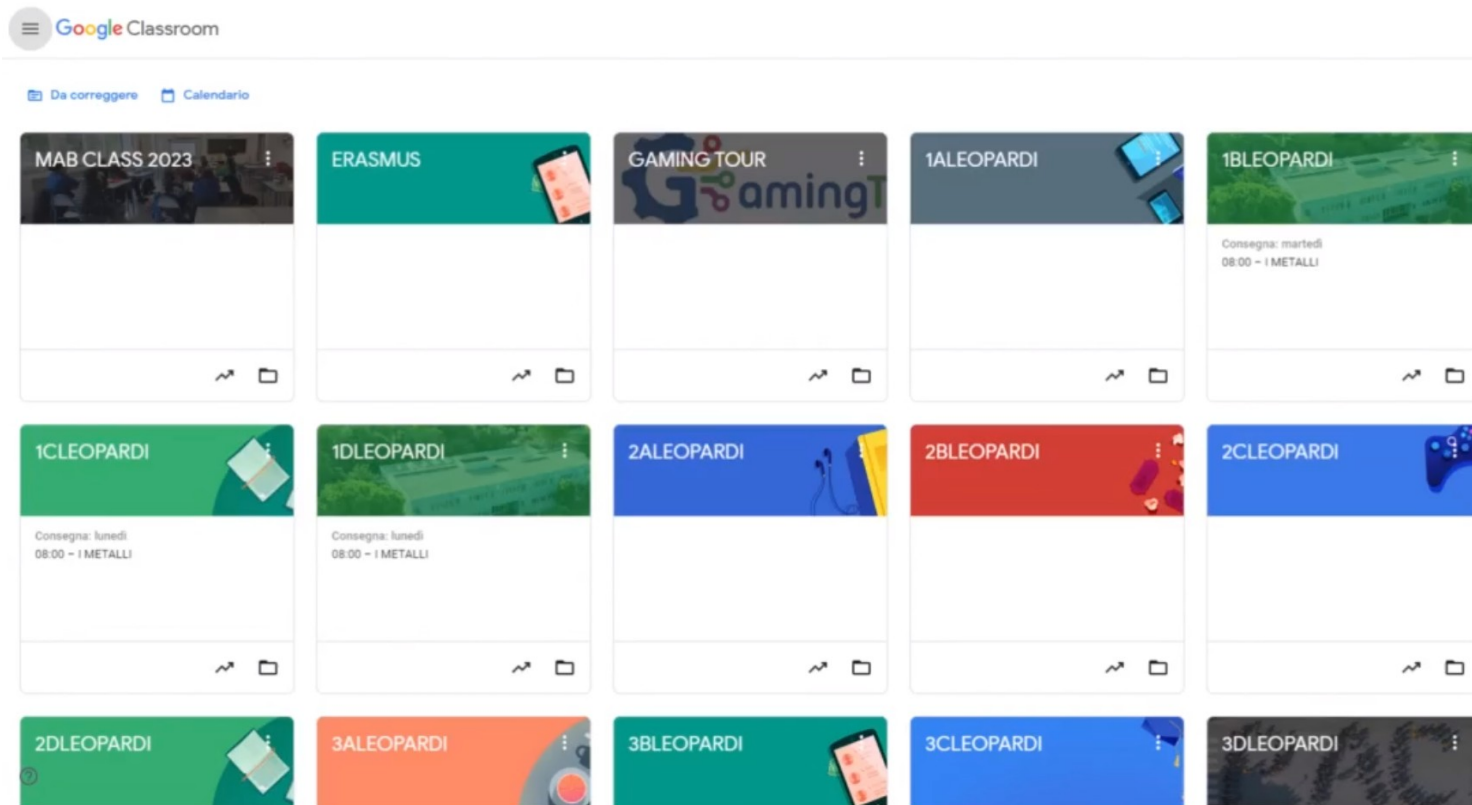 Google Classroom
Da correggere
Calendario
MAB CLASS 2023
ERASMUS
GAMING TOUR
GamingT
1ALEOPARDI
1BLEOPARDI
Consegna: martedì
08:00 – I METALLI
1CLEOPARDI
Consegna: lunedì
08:00 – I METALLI
1DLEOPARDI
Consegna: lunedì
08:00 – I METALLI
2ALEOPARDI
2BLEOPARDI
2CLEOPARDI
2DLEOPARDI
3ALEOPARDI
3BLEOPARDI
3CLEOPARDI
3DLEOPARDI